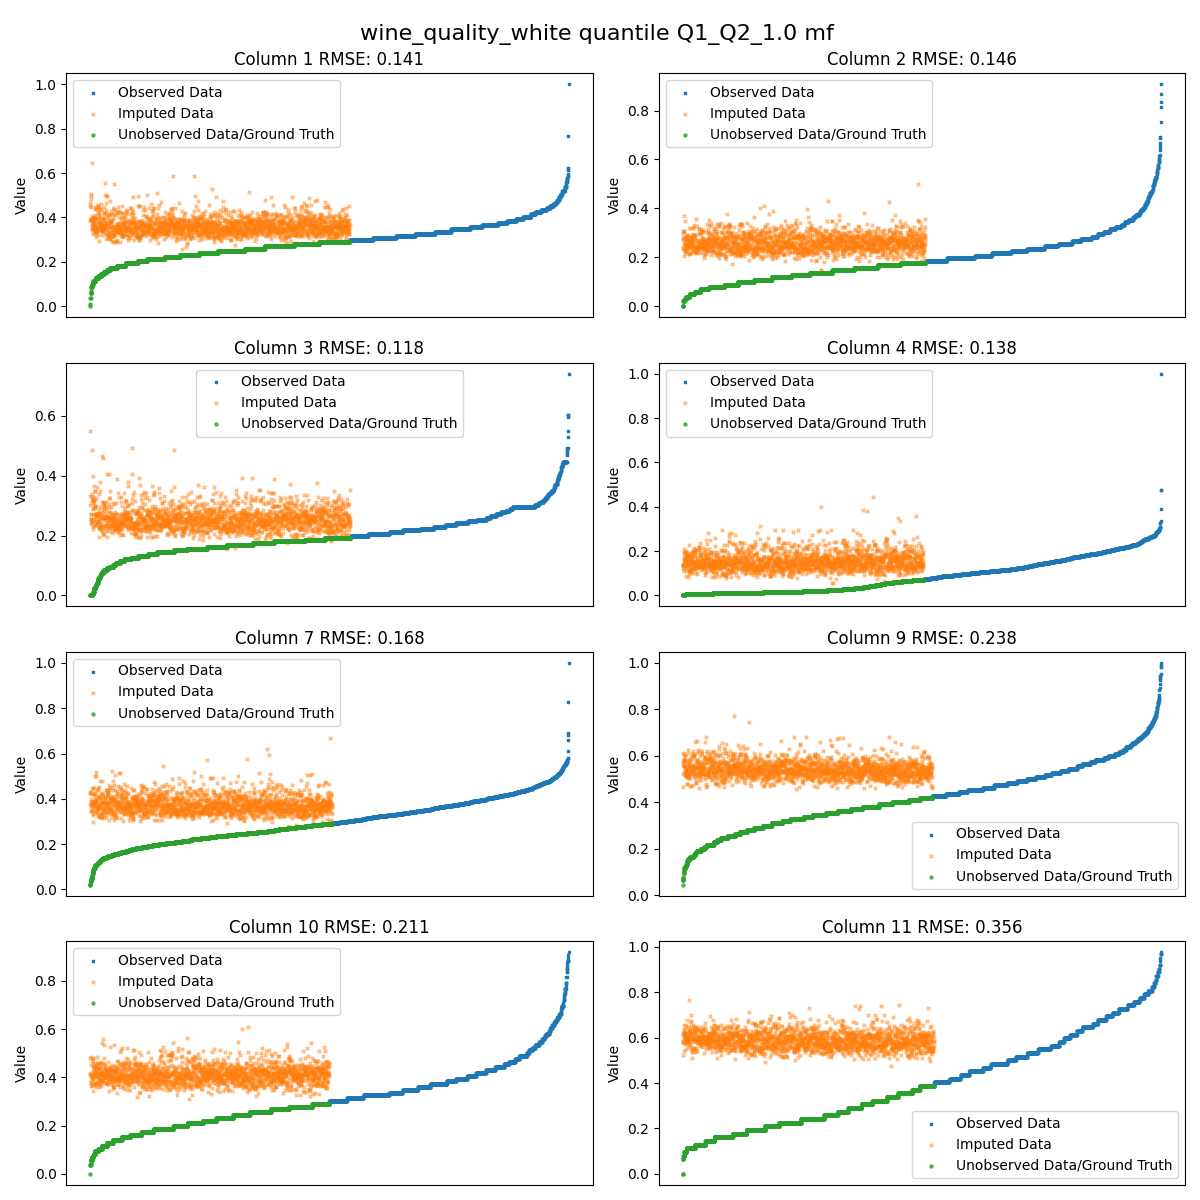 wine_quality_white quantile Q1_Q2_1.0 mf
Column 1 RMSE: 0.141
1.0
0.8
0.6
0.4
0.2
0.0
Value
Observed Data
Imputed Data
Unobserved Data/Ground Truth
Column 2 RMSE: 0.146
0.8
0.6
0.4
0.2
0.0
Value
Observed Data
Imputed Data
Unobserved Data/Ground Truth
Column 3 RMSE: 0.118
0.6
0.4
0.2
0.0
Value
Observed Data
Imputed Data
Unobserved Data/Ground Truth
Column 4 RMSE: 0.138
1.0
0.8
0.6
0.4
0.2
0.0
Value
Observed Data
Imputed Data
Unobserved Data/Ground Truth
Column 7 RMSE: 0.168
1.0
0.8
0.6
0.4
0.2
0.0
Value
Observed Data
Imputed Data
Unobserved Data/Ground Truth
Column 9 RMSE: 0.238
1.0
0.8
0.6
0.4
0.2
0.0
Value
Observed Data
Imputed Data
Unobserved Data/Ground Truth
Column 10 RMSE: 0.211
0.8
0.6
0.4
0.2
0.0
Value
Observed Data
Imputed Data
Unobserved Data/Ground Truth
Column 11 RMSE: 0.356
1.0
0.8
0.6
0.4
0.2
0.0
Value
Observed Data
Imputed Data
Unobserved Data/Ground Truth